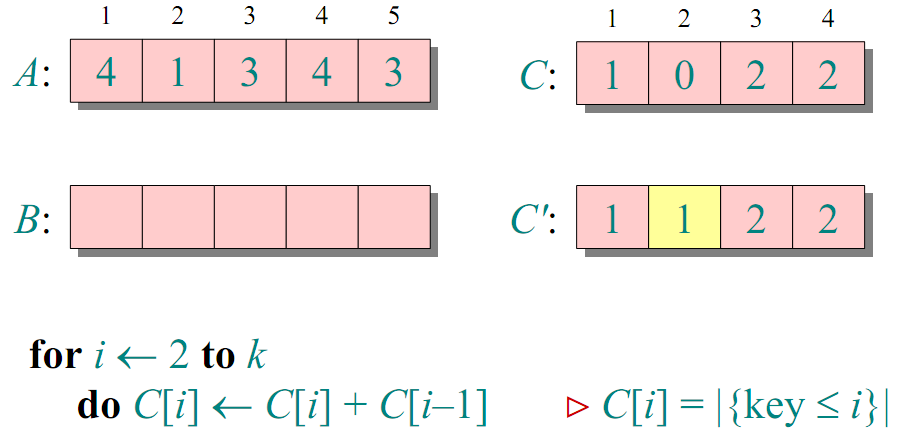 1 2 3 4 5 1 2 3 4
A: 4 1 3 4 3 C: 1 0 2 2
B: C': 1 1 2 2
for i ← 2 to k
do C[i] ← C[i] + C[i–1] ▷ C[i] = |{key ≤ i}|